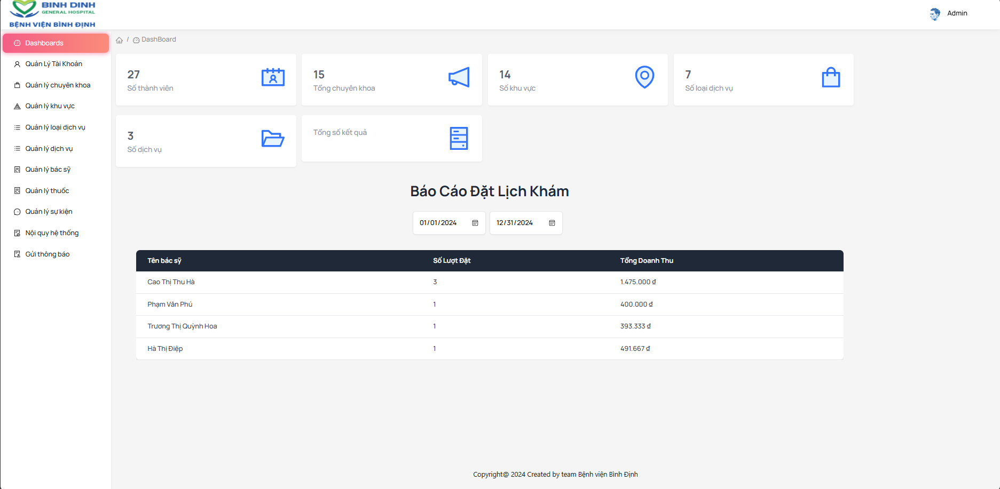 BINH DINH
GENERAL HOSPITAL
BỆNH VIỆN BÌNH ĐỊNH
Admin
Dashboards
Quản Lý Tài Khoản
Quản lý chuyên khoa
Quản lý khu vực
Quản lý loại dịch vụ
Quản lý dịch vụ
Quản lý bác sỹ
Quản lý thuốc
Quản lý sự kiện
Nội quy hệ thống
Gửi thông báo
/ DashBoard
27
Số thành viên
15
Tổng chuyên khoa
14
Số khu vực
7
Số loại dịch vụ
3
Số dịch vụ
Tổng số kết quả
Báo Cáo Đặt Lịch Khám
01/01/2024 12/31/2024
Tên bác sỹ Số Lượt Đặt Tổng Doanh Thu
Cao Thị Thu Hà 3 1.475.000 ₫
Phạm Văn Phú 1 400.000 ₫
Trương Thị Quỳnh Hoa 1 393.333 ₫
Hà Thị Điệp 1 491.667 ₫
Copyright@ 2024 Created by team Bệnh viện Bình Định